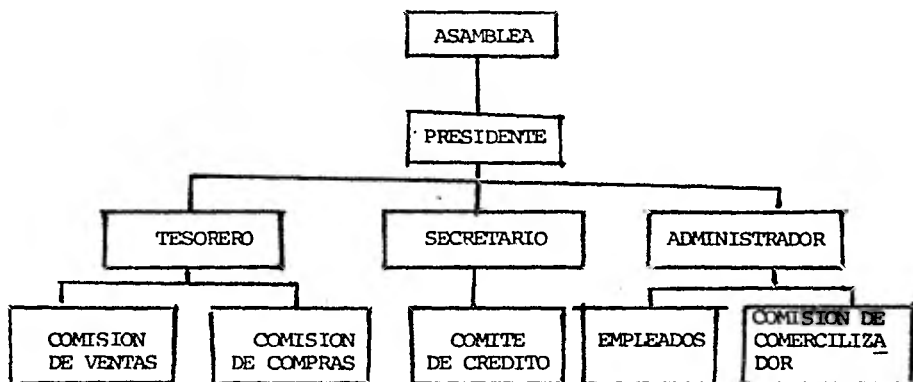 ASAMBLEA
PRESIDENTE
TESORERO
SECRETARIO
ADMINISTRADOR
COMISION
DE VENTAS
COMISION
DE COMPRAS
COMITE
DE CREDITO
EMPLEADOS
COMISION DE
COMERCILIZA
DOR